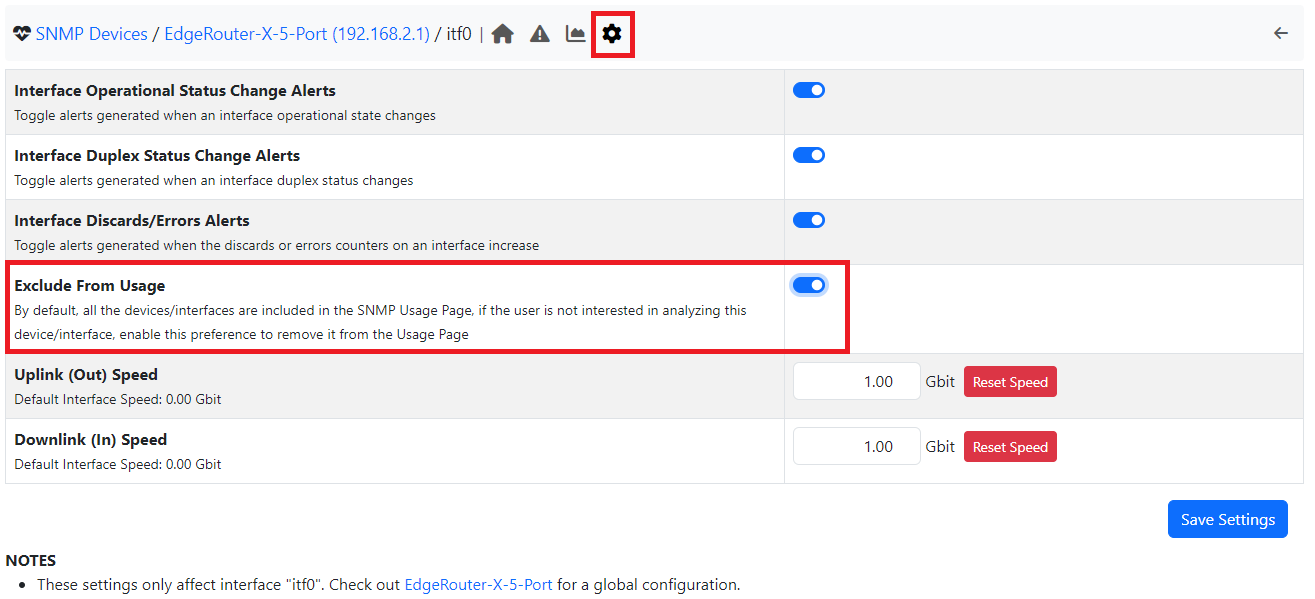 SNMP Devices / EdgeRouter-X-5-Port (192.168.2.1) / itf0 |
Interface Operational Status Change Alerts
Toggle alerts generated when an interface operational state changes
Interface Duplex Status Change Alerts
Toggle alerts generated when an interface duplex status changes
Interface Discards/Errors Alerts
Toggle alerts generated when the discards or errors counters on an interface increase
Exclude From Usage
By default, all the devices/interfaces are included in the SNMP Usage Page, if the user is not interested in analyzing this
device/interface, enable this preference to remove it from the Usage Page
Uplink (Out) Speed
Default Interface Speed: 0.00 Gbit
1.00 Gbit Reset Speed
Downlink (In) Speed
Default Interface Speed: 0.00 Gbit
1.00 Gbit Reset Speed
Save Settings
NOTES
• These settings only affect interface "itf0". Check out EdgeRouter-X-5-Port for a global configuration.